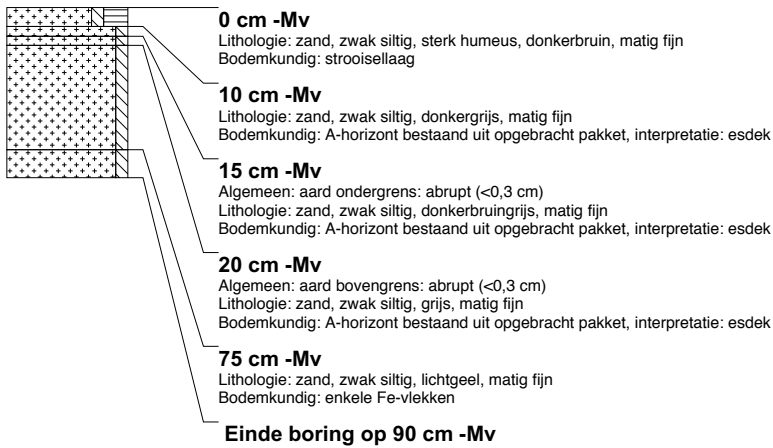 0 cm -Mv
Lithologie: zand, zwak siltig, sterk humeus, donkerbruin, matig fijn
Bodemkundig: strooisellaag
10 cm -Mv
Lithologie: zand, zwak siltig, donkergrijs, matig fijn
Bodemkundig: A-horizont bestaand uit opgebracht pakket, interpretatie: esdek
15 cm -Mv
Algemeen: aard ondergrens: abrupt (<0,3 cm)
Lithologie: zand, zwak siltig, donkerbruingrijs, matig fijn
Bodemkundig: A-horizont bestaand uit opgebracht pakket, interpretatie: esdek
20 cm -Mv
Algemeen: aard bovengrens: abrupt (<0,3 cm)
Lithologie: zand, zwak siltig, grijs, matig fijn
Bodemkundig: A-horizont bestaand uit opgebracht pakket, interpretatie: esdek
75 cm -Mv
Lithologie: zand, zwak siltig, lichtgeel, matig fijn
Bodemkundig: enkele Fe-vlekken
Einde boring op 90 cm -Mv